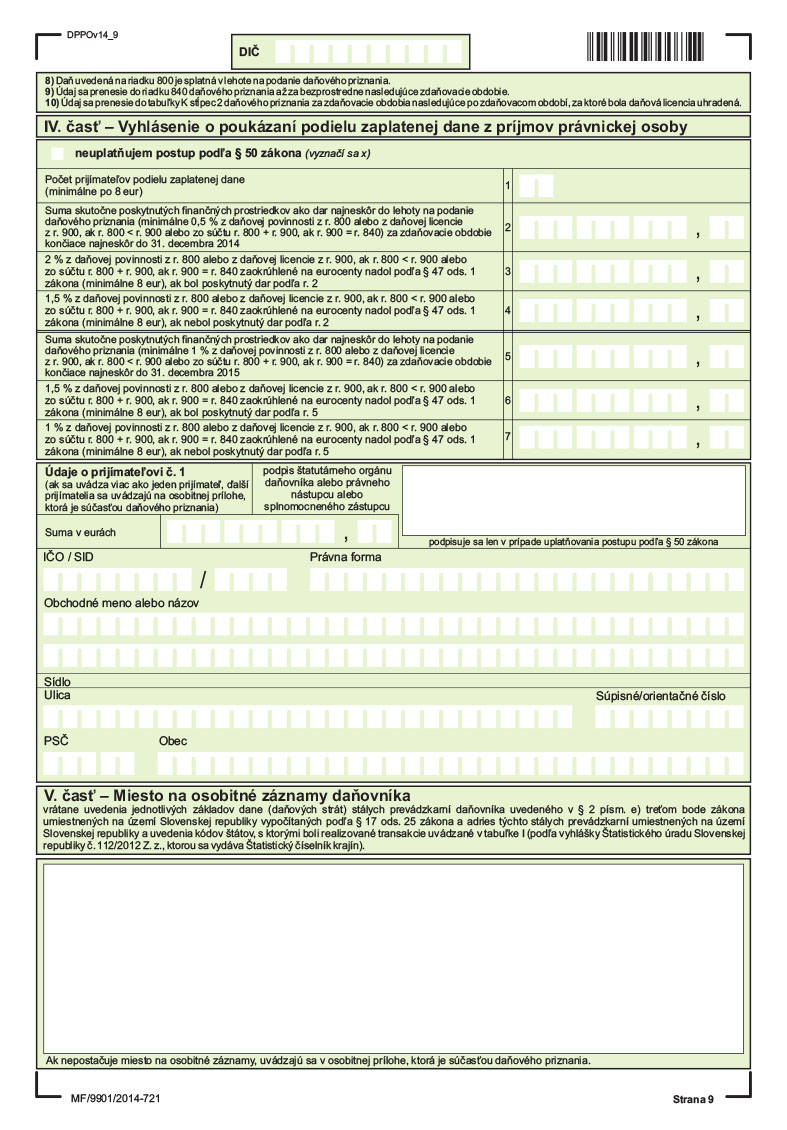 DPPOv14_9
DIČ
8) Daň uvedená na riadku 800 je splatná v lehote na podanie daňového priznania.
9) Údaj sa prenesie do riadku 840 daňového priznania až za bezprostredne nasledujúce zdaňovacie obdobie.
10) Údaj sa prenesie do tabuľky K stĺpec 2 daňového priznania za zdaňovacie obdobia nasledujúce po zdaňovacom období, za ktoré bola daňová licencia uhradená.
IV. časť – Vyhlásenie o poukázaní podielu zaplatenej dane z príjmov právnickej osoby
neuplatňujem postup podľa § 50 zákona (vyznačí sa x)
Počet prijímateľov podielu zaplatenej dane
(minimálne po 8 eur)
1
Suma skutočne poskytnutých finančných prostriedkov ako dar najneskôr do lehoty na podanie
daňového priznania (minimálne 0,5 % z daňovej povinnosti z r. 800 alebo z daňovej licencie
z r. 900, ak r. 800 < r. 900 alebo zo súčtu r. 800 + r. 900, ak r. 900 = r. 840) za zdaňovacie obdobie
končiace najneskôr do 31. decembra 2014
2
,
2 % z daňovej povinnosti z r. 800 alebo z daňovej licencie z r. 900, ak r. 800 < r. 900 alebo
zo súčtu r. 800 + r. 900, ak r. 900 = r. 840 zaokrúhlené na eurocenty nadol podľa § 47 ods. 1
zákona (minimálne 8 eur), ak bol poskytnutý dar podľa r. 2
3
,
1,5 % z daňovej povinnosti z r. 800 alebo z daňovej licencie z r. 900, ak r. 800 < r. 900 alebo
zo súčtu r. 800 + r. 900, ak r. 900 = r. 840 zaokrúhlené na eurocenty nadol podľa § 47 ods. 1
zákona (minimálne 8 eur), ak nebol poskytnutý dar podľa r. 2
4
,
Suma skutočne poskytnutých finančných prostriedkov ako dar najneskôr do lehoty na podanie
daňového priznania (minimálne 1 % z daňovej povinnosti z r. 800 alebo z daňovej licencie
z r. 900, ak r. 800 < r. 900 alebo zo súčtu r. 800 + r. 900, ak r. 900 = r. 840) za zdaňovacie obdobie
končiace najneskôr do 31. decembra 2015
5
,
1,5 % z daňovej povinnosti z r. 800 alebo z daňovej licencie z r. 900, ak r. 800 < r. 900 alebo
zo súčtu r. 800 + r. 900, ak r. 900 = r. 840 zaokrúhlené na eurocenty nadol podľa § 47 ods. 1
zákona (minimálne 8 eur), ak bol poskytnutý dar podľa r. 5
6
,
1 % z daňovej povinnosti z r. 800 alebo z daňovej licencie z r. 900, ak r. 800 < r. 900 alebo
zo súčtu r. 800 + r. 900, ak r. 900 = r. 840 zaokrúhlené na eurocenty nadol podľa § 47 ods. 1
zákona (minimálne 8 eur), ak nebol poskytnutý dar podľa r. 5
7
,
Údaje o prijímateľovi č. 1
(ak sa uvádza viac ako jeden prijímateľ, ďalší
prijímatelia sa uvádzajú na osobitnej prílohe,
ktorá je súčasťou daňového priznania)
podpis štatutárneho orgánu
daňovníka alebo právneho
nástupcu alebo
splnomocneného zástupcu
Suma v eurách
,
podpisuje sa len v prípade uplatňovania postupu podľa § 50 zákona
IČO / SID
Právna forma
/
Obchodné meno alebo názov
Sídlo
Ulica
Súpisné/orientačné číslo
PSČ
Obec
V. časť – Miesto na osobitné záznamy daňovníka
vrátane uvedenia jednotlivých základov dane (daňových strát) stálych prevádzkarní daňovníka uvedeného v § 2 písm. e) treťom bode zákona
umiestnených na území Slovenskej republiky vypočítaných podľa § 17 ods. 25 zákona a adries týchto stálych prevádzkarní umiestnených na území
Slovenskej republiky a uvedenia kódov štátov, s ktorými boli realizované transakcie uvádzané v tabuľke I (podľa vyhlášky Štatistického úradu Slovenskej
republiky č. 112/2012 Z. z., ktorou sa vydáva Štatistický číselník krajín).
Ak nepostačuje miesto na osobitné záznamy, uvádzajú sa v osobitnej prílohe, ktorá je súčasťou daňového priznania.
MF/9901/2014-721
Strana 9